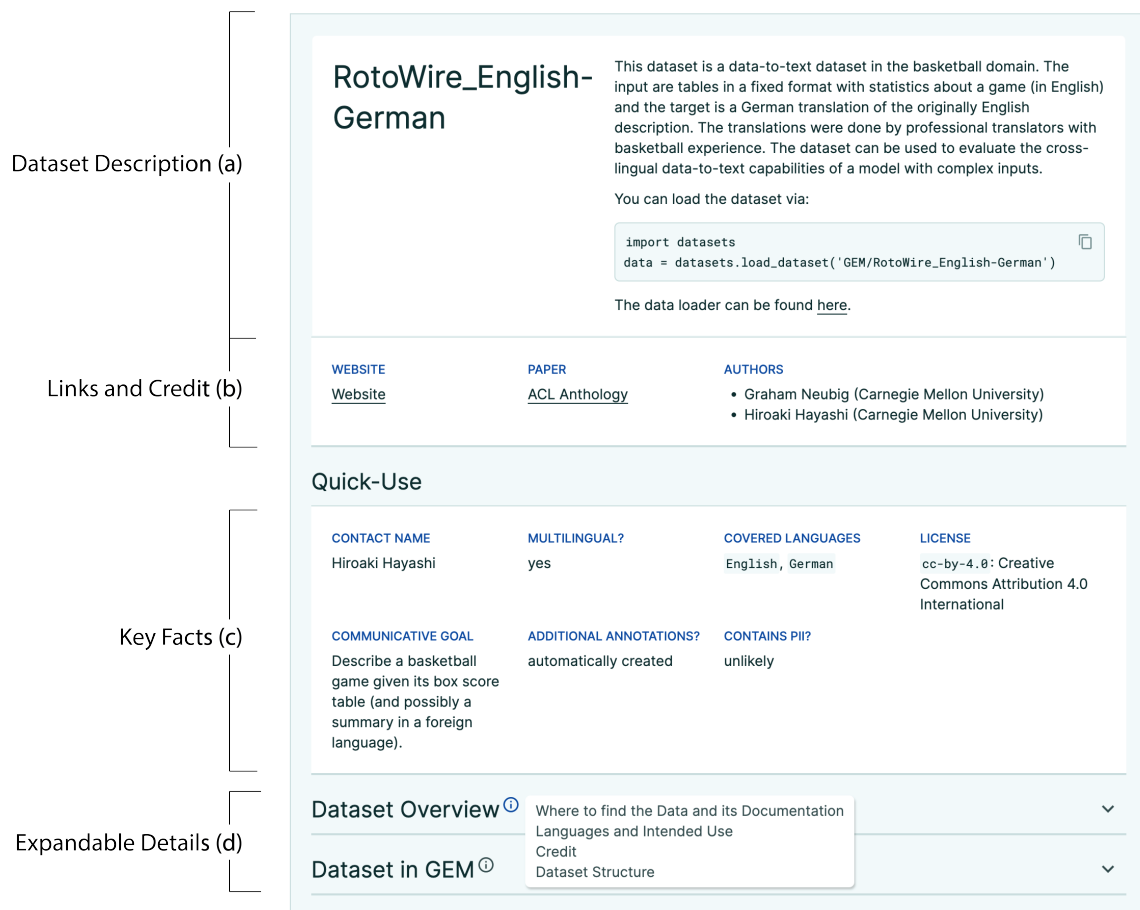 Dataset Description (a)
RotoWire_English-
German
This dataset is a data-to-text dataset in the basketball domain. The
input are tables in a fixed format with statistics about a game (in English)
and the target is a German translation of the originally English
description. The translations were done by professional translators with
basketball experience. The dataset can be used to evaluate the cross-
lingual data-to-text capabilities of a model with complex inputs.
You can load the dataset via:
import datasets
data = datasets.load_dataset('GEM/RotoWire_English-German')
The data loader can be found here.
Links and Credit (b)
WEBSITE
Website
PAPER
ACL Anthology
AUTHORS
• Graham Neubig (Carnegie Mellon University)
• Hiroaki Hayashi (Carnegie Mellon University)
Quick-Use
Key Facts (c)
CONTACT NAME
Hiroaki Hayashi
MULTILINGUAL?
yes
COVERED LANGUAGES
English, German
LICENSE
cc-by-4.0: Creative
Commons Attribution 4.0
International
COMMUNICATIVE GOAL
Describe a basketball
game given its box score
table (and possibly a
summary in a foreign
language).
ADDITIONAL ANNOTATIONS?
automatically created
CONTAINS PII?
unlikely
Expandable Details (d)
Dataset Overview
Where to find the Data and its Documentation
Languages and Intended Use
Credit
Dataset Structure
Dataset in GEM